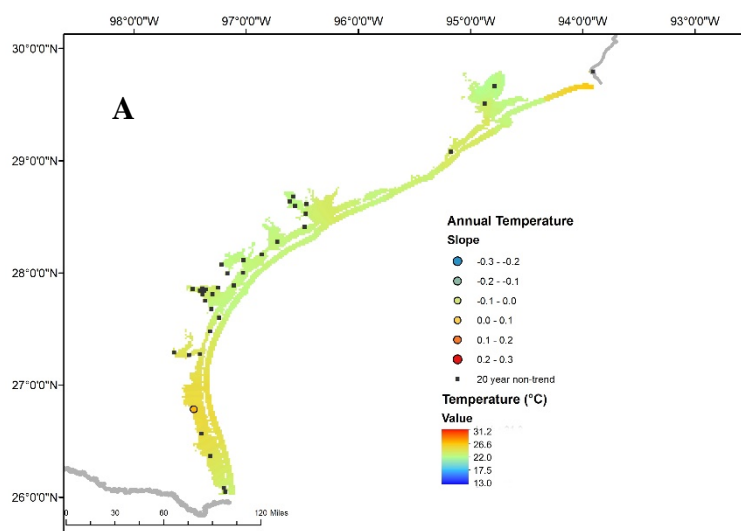 98°0'0"W 97°0'0"W 96°0'0"W 95°0'0"W 94°0'0"W 93°0'0"W
30°0'0"N
A
29°0'0"N
28°0'0"N
27°0'0"N
26°0'0"N
Annual Temperature
Slope
-0.3 - -0.2
-0.2 - -0.1
-0.1 - 0.0
0.0 - 0.1
0.1 - 0.2
0.2 - 0.3
20 year non-trend
Temperature (°C)
Value
31.2
26.6
22.0
17.5
13.0
0 30 60 120 Miles